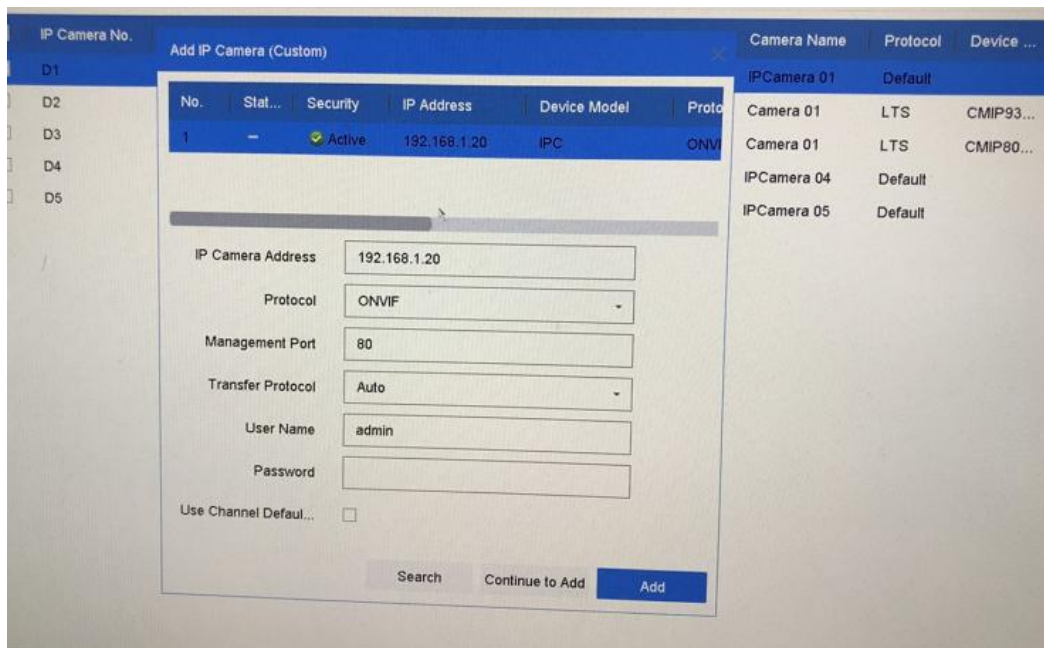 IP Camera No. Camera Name Protocol Device ...
Add IP Camera (Custom)
D1 IPCamera 01 Default
No. Stat... Security IP Address Device Model Proto
D2 Camera 01 LTS CMIP93...
1 Active 192.168.1.20 IPC ONVI
D3 Camera 01 LTS CMIP80...
D4 IPCamera 04 Default
D5 IPCamera 05 Default
IP Camera Address 192.168.1.20
Protocol ONVIF
Management Port 80
Transfer Protocol Auto
User Name admin
Password
Use Channel Defaul...
Search Continue to Add Add